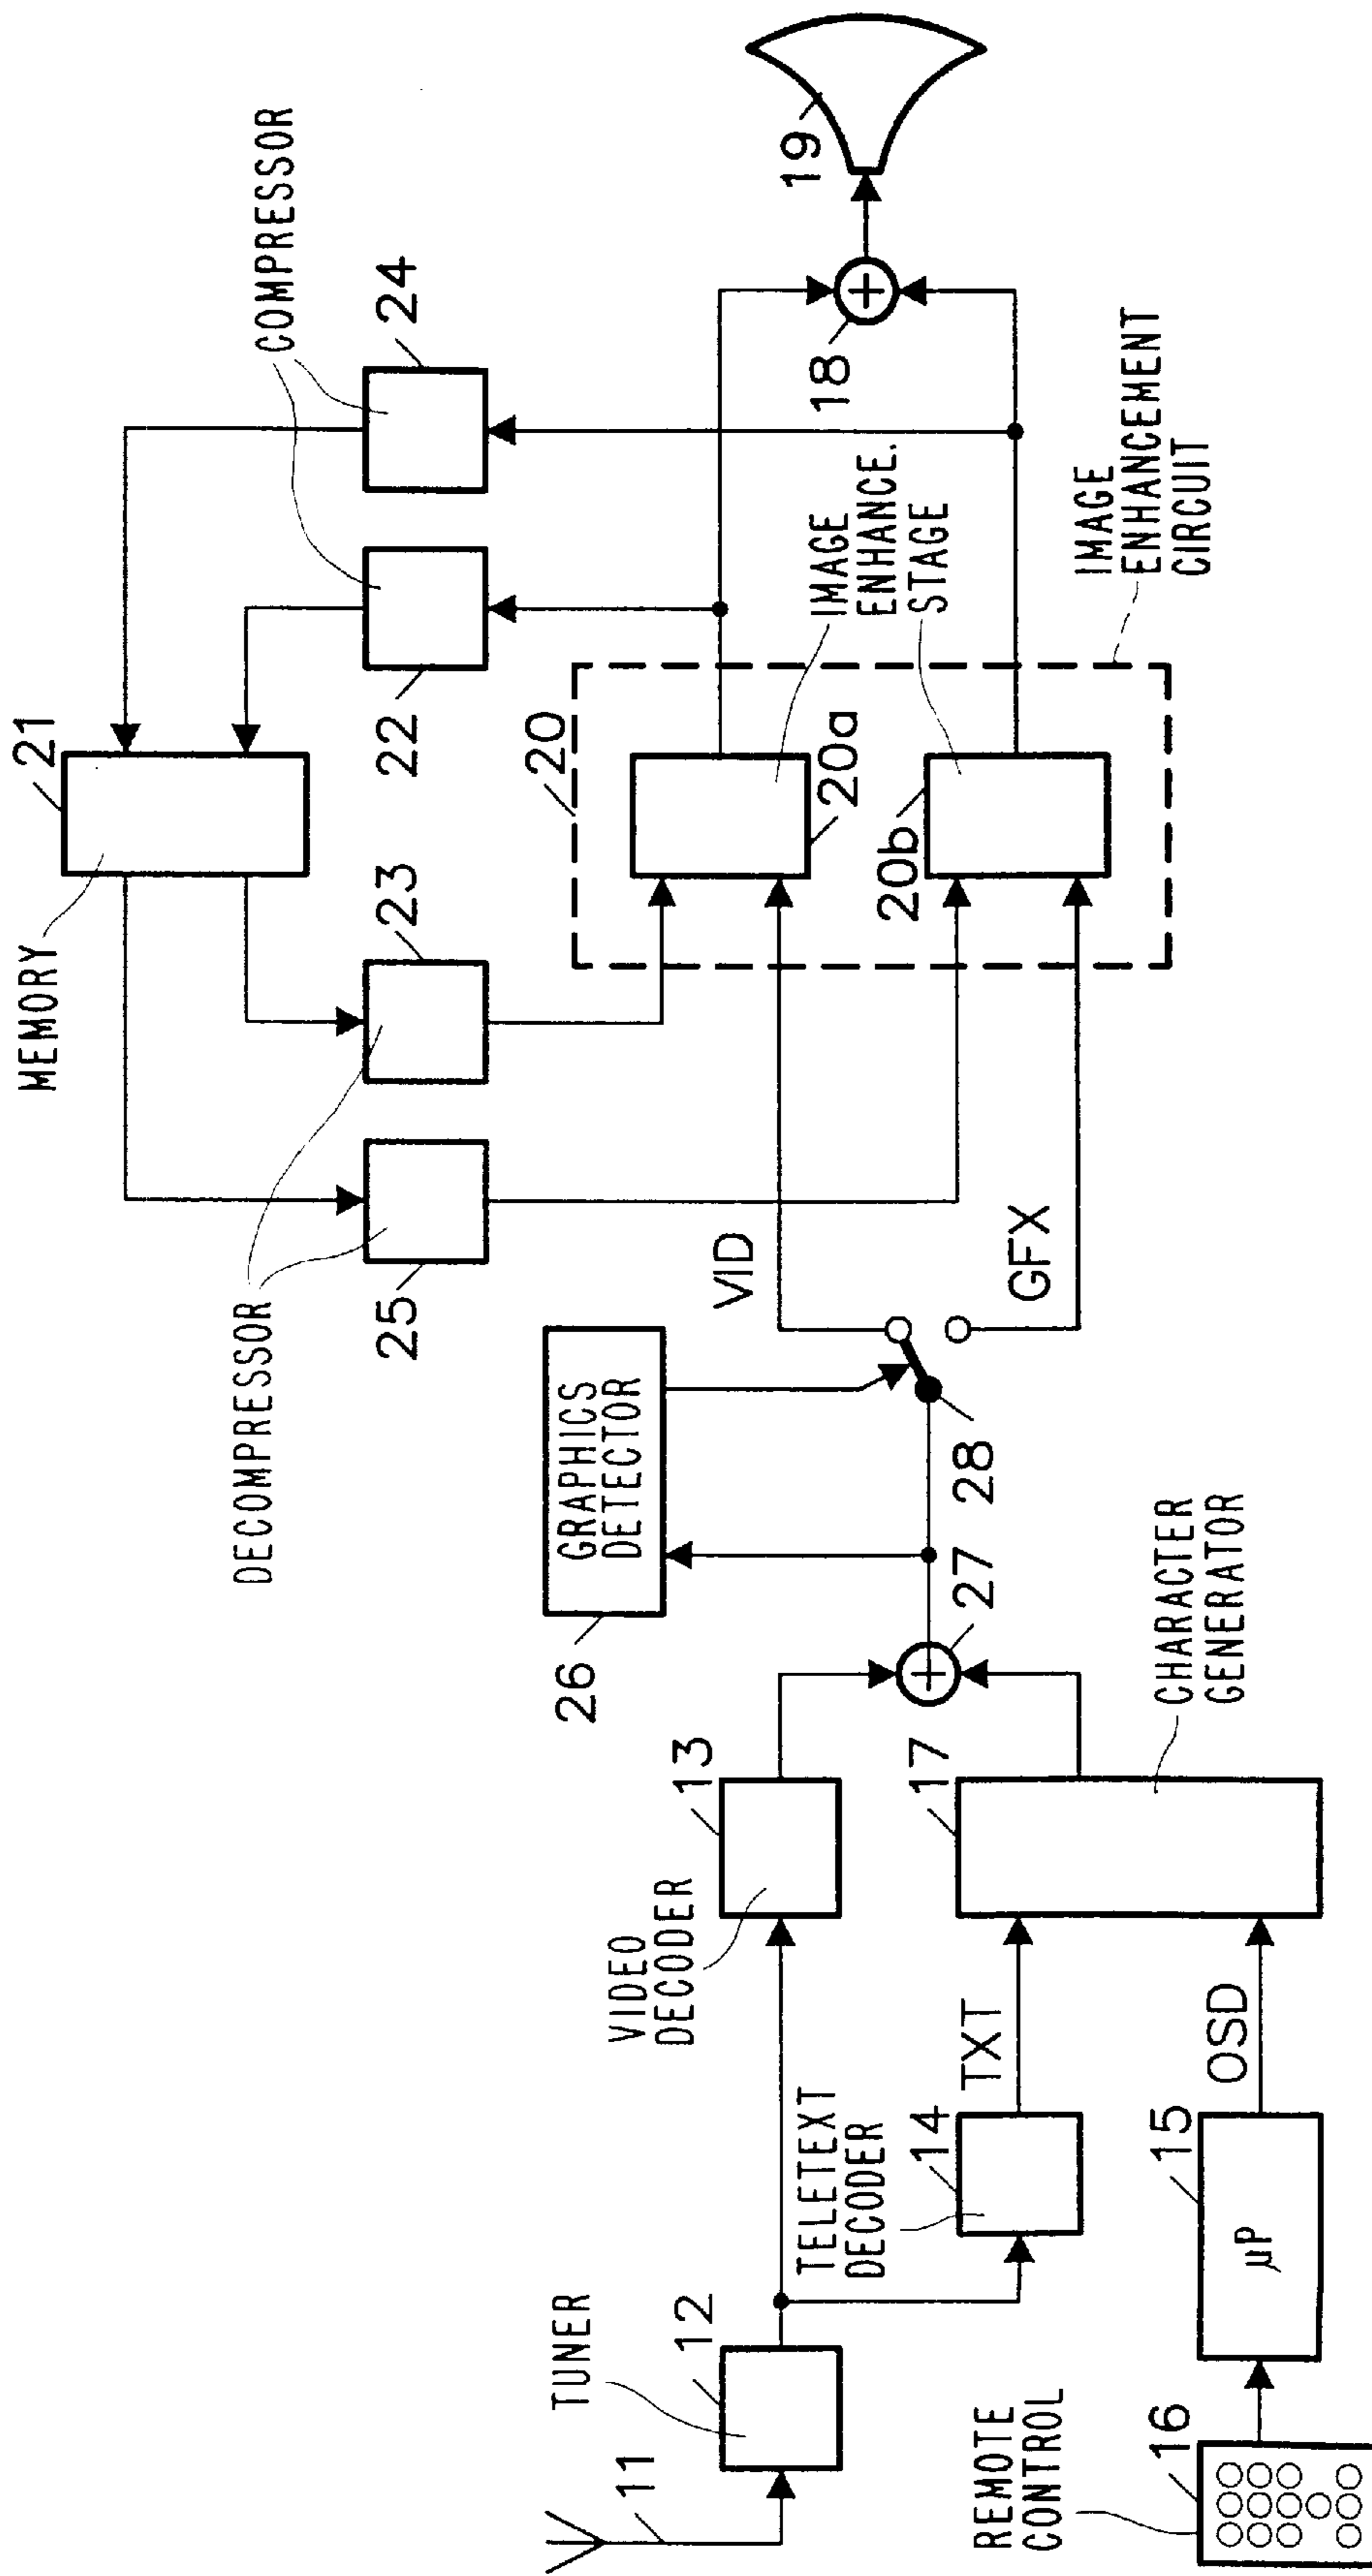 MEMORY
21
COMPRESSOR
24
22
23
25
DECOMPRESSOR
20
20a
20b
IMAGE
ENHANCE.
STAGE
IMAGE
ENHANCEMENT
CIRCUIT
18
19
GRAPHICS
DETECTOR
26
VID
GFX
28
27
VIDEO
DECODER
13
17
CHARACTER
GENERATOR
TUNER
11
12
TELETEXT
DECODER
14
TXT
15
µP
OSD
REMOTE
CONTROL
16